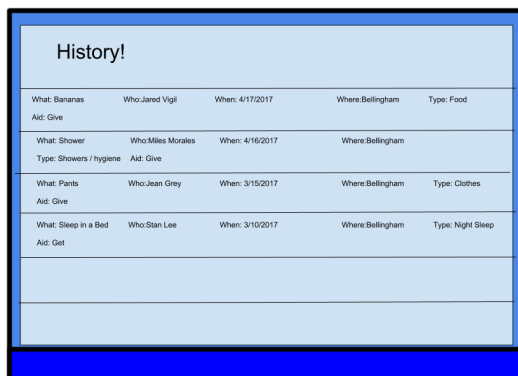 History!
What: Bananas Who:Jared Vigil When: 4/17/2017 Where:Bellingham Type: Food
Aid: Give
What: Shower Who:Miles Morales When: 4/16/2017 Where:Bellingham
Type: Showers / hygiene Aid: Give
What: Pants Who:Jean Grey When: 3/15/2017 Where:Bellingham Type: Clothes
Aid: Give
What: Sleep in a Bed Who:Stan Lee When: 3/10/2017 Where:Bellingham Type: Night Sleep
Aid: Get